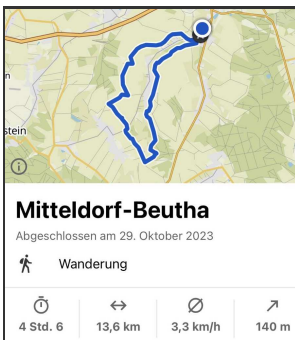 n
stein
Mitteldorf-Beutha
Abgeschlossen am 29. Oktober 2023
Wanderung
4 Std. 6
13,6 km
3,3 km/h
140 m